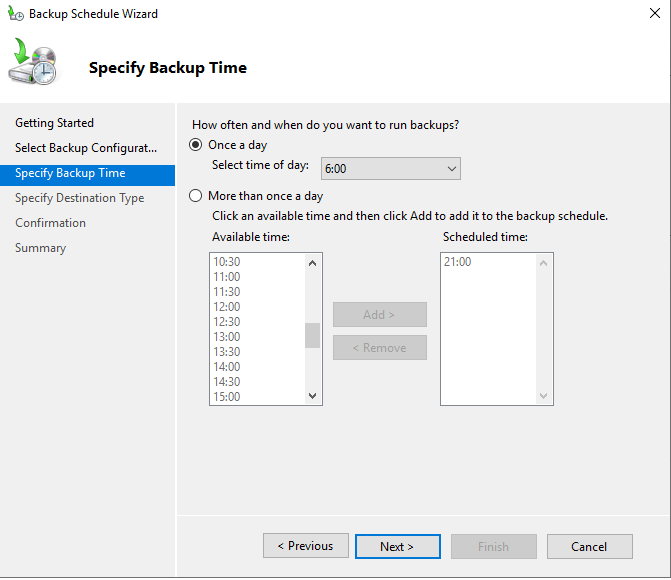 Backup Schedule Wizard
Specify Backup Time
Getting Started
Select Backup Configurat...
Specify Backup Time
Specify Destination Type
Confirmation
Summary
How often and when do you want to run backups?
Once a day
Select time of day: 6:00
More than once a day
Click an available time and then click Add to add it to the backup schedule.
Available time: Scheduled time:
10:30 21:00
11:00
11:30
12:00
12:30
13:00
13:30
14:00
14:30
15:00
Add >
< Remove
< Previous Next > Finish Cancel